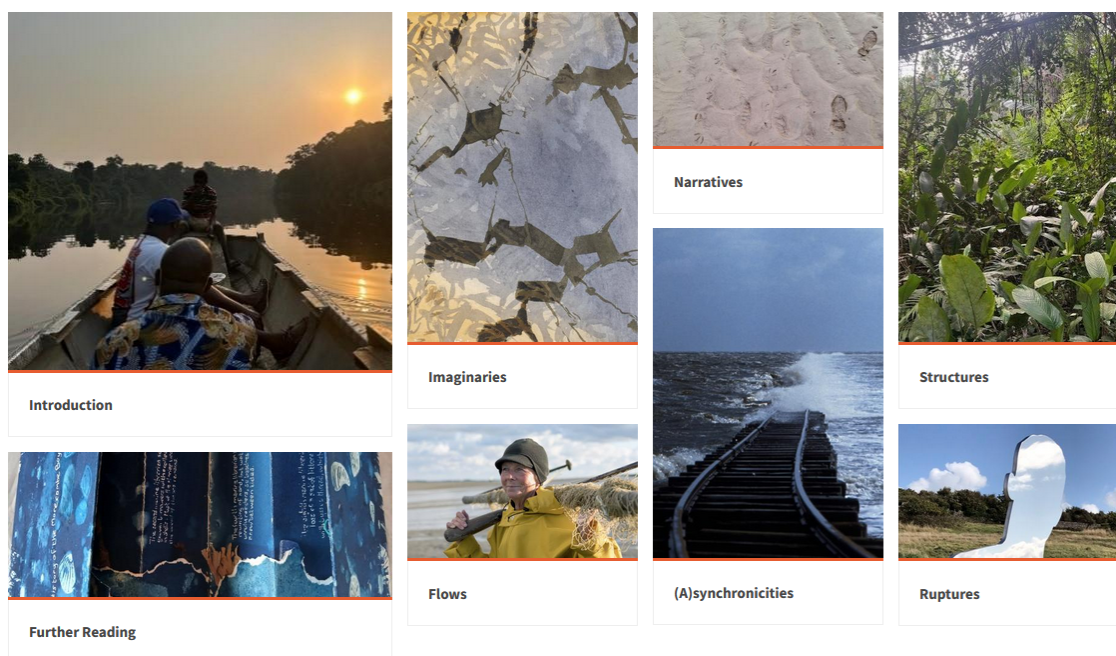 Introduction
Further Reading
Imaginaries
Flows
Narratives
(A)synchronicities
Structures
Ruptures